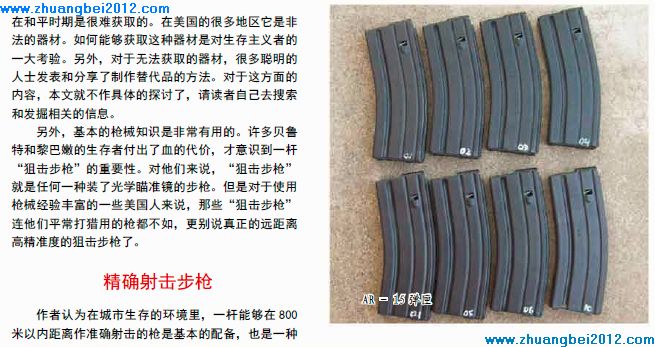 www.zhuangbei2012.com
在和平时期是很难获取的。在美国的很多地区它是非
法的器材。如何能够获取这种器材是对生存主义者的
一大考验。另外，对于无法获取的器材，很多聪明的
人士发表和分享了制作替代品的方法。对于这方面的
内容，本文就不作具体的探讨了，请读者自己去搜索
和发掘相关的信息。
另外，基本的枪械知识是非常有用的。许多贝鲁
特和黎巴嫩的生存者付出了血的代价，才意识到一杆
“狙击步枪”的重要性。对他们来说，“狙击步枪”
就是任何一种装了光学瞄准镜的步枪。但是对于使用
枪械经验丰富的一些美国人来说，那些“狙击步枪”
连他们平常打猎用的枪都不如，更别说真正的远距离
高精准度的狙击步枪了。
精确射击步枪
作者认为在城市生存的环境里，一杆能够在 800
米以内距离作准确射击的枪是基本的配备，也是一种
www.zhuangbei2012.com
02
03
AR - 15 弹匣
05
06
www.zhuangbei2012.com